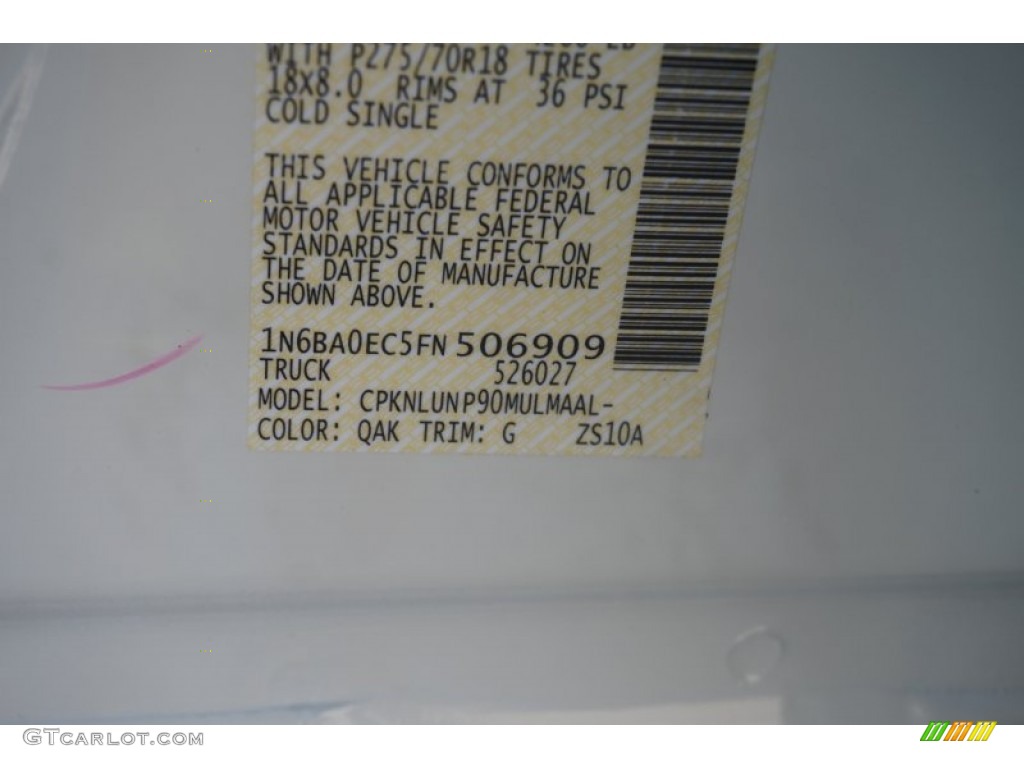 WITH P275/70R18 TIRES
18X8.0 RIMS AT 36 PSI
COLD SINGLE
THIS VEHICLE CONFORMS TO
ALL APPLICABLE FEDERAL
MOTOR VEHICLE SAFETY
STANDARDS IN EFFECT ON
THE DATE OF MANUFACTURE
SHOWN ABOVE.
1N6BA0EC5FN 506909
TRUCK 526027
MODEL: CPKNLUNP90MULMAAL-
COLOR: QAK TRIM: G ZS10A
GTCARLOT.COM